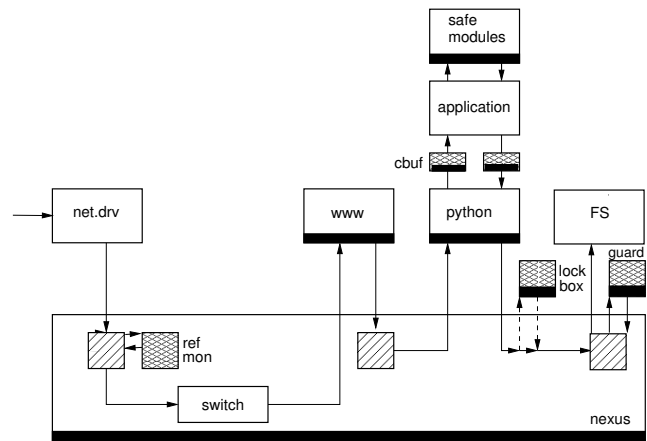 safe
modules
application
cbuf
net.drv
www
python
FS
lock
box
guard
ref
mon
switch
nexus